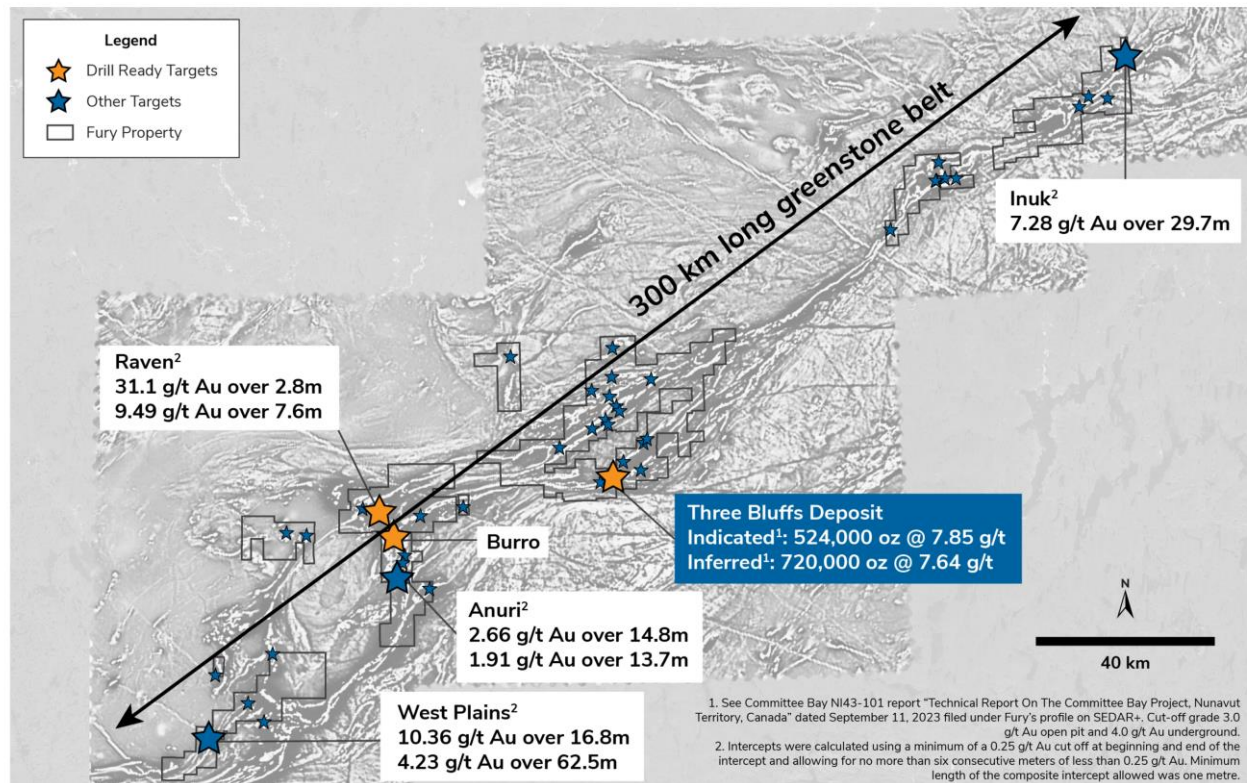 Legend
Drill Ready Targets
Other Targets
Fury Property
300 km long greenstone belt
Inuk²
7.28 g/t Au over 29.7m
Raven²
31.1 g/t Au over 2.8m
9.49 g/t Au over 7.6m
Three Bluffs Deposit
Indicated¹: 524,000 oz @ 7.85 g/t
Inferred¹: 720,000 oz @ 7.64 g/t
Burro
Anuri²
2.66 g/t Au over 14.8m
1.91 g/t Au over 13.7m
West Plains²
10.36 g/t Au over 16.8m
4.23 g/t Au over 62.5m
N
40 km
1. See Committee Bay NI43-101 report "Technical Report On The Committee Bay Project, Nunavut
Territory, Canada" dated September 11, 2023 filed under Fury's profile on SEDAR+. Cut-off grade 3.0
g/t Au open pit and 4.0 g/t Au underground.
2. Intercepts were calculated using a minimum of a 0.25 g/t Au cut off at beginning and end of the
intercept and allowing for no more than six consecutive meters of less than 0.25 g/t Au. Minimum
length of the composite intercept allowed was one metre.